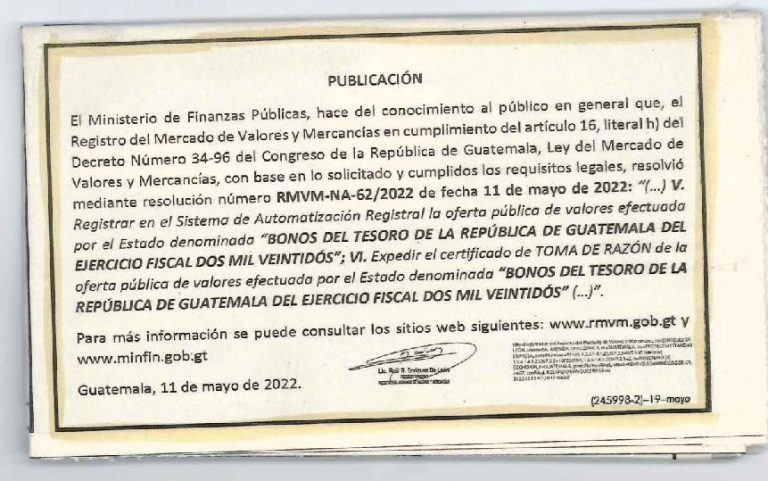 PUBLICACIÓN
El Ministerio de Finanzas Públicas, hace del conocimiento al público en general que, el
Registro del Mercado de Valores y Mercancías en cumplimiento del artículo 16, literal h) del
Decreto Número 34-96 del Congreso de la República de Guatemala, Ley del Mercado de
Valores y Mercancías, con base en lo solicitado y cumplidos los requisitos legales, resolvió
mediante resolución número RMVM-NA-62/2022 de fecha 11 de mayo de 2022: "(...) V.
Registrar en el Sistema de Automatización Registral la oferta pública de valores efectuada
por el Estado denominada "BONOS DEL TESORO DE LA REPÚBLICA DE GUATEMALA DEL
EJERCICIO FISCAL DOS MIL VEINTIDÓS"; VI. Expedir el certificado de TOMA DE RAZÓN de la
oferta pública de valores efectuada por el Estado denominada "BONOS DEL TESORO DE LA
REPÚBLICA DE GUATEMALA DEL EJERCICIO FISCAL DOS MIL VEINTIDÓS" (...)".
Para más información se puede consultar los sitios web siguientes: www.rmvm.gob.gt y
www.minfin.gob.gt
Lic. Raúl R. Enríquez De León
Guatemala, 11 de mayo de 2022.
(245998-2)-19-mayo